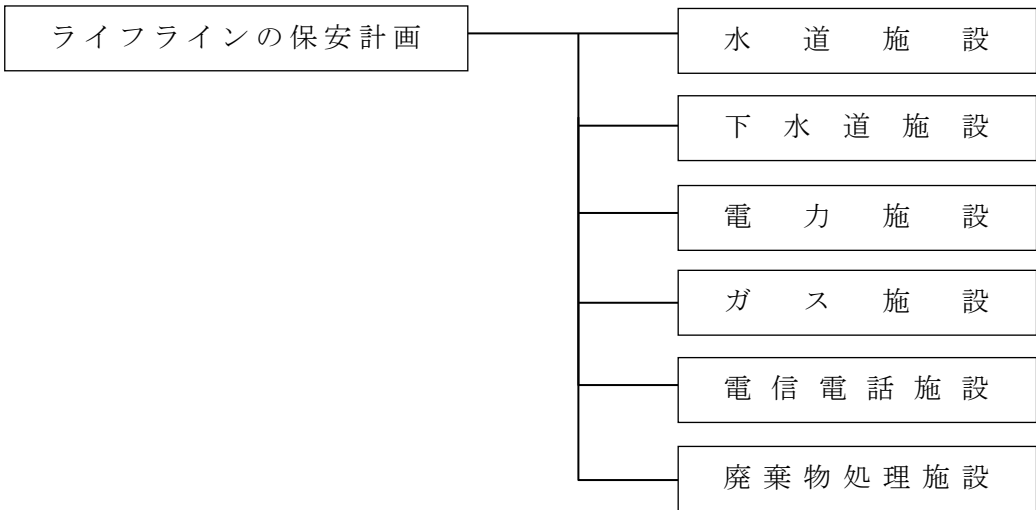 ライフラインの保安計画
水道施設
下水道施設
電力施設
ガス施設
電信電話施設
廃棄物処理施設